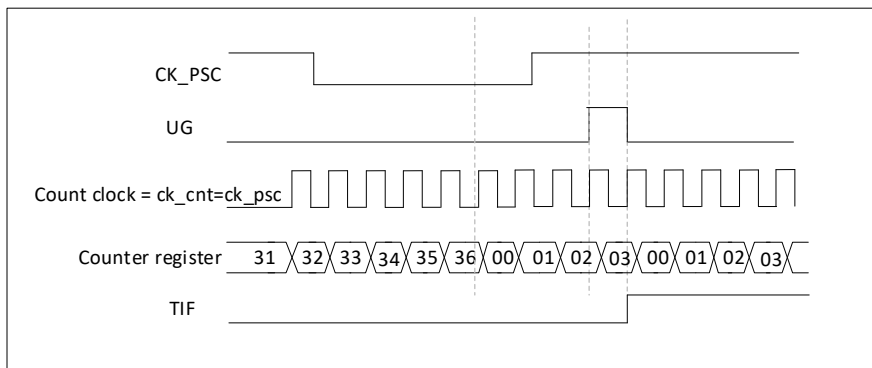 CK_PSC
UG
Count clock = ck_cnt=ck_psc
Counter register 31 32 33 34 35 36 00 01 02 03 00 01 02 03
TIF